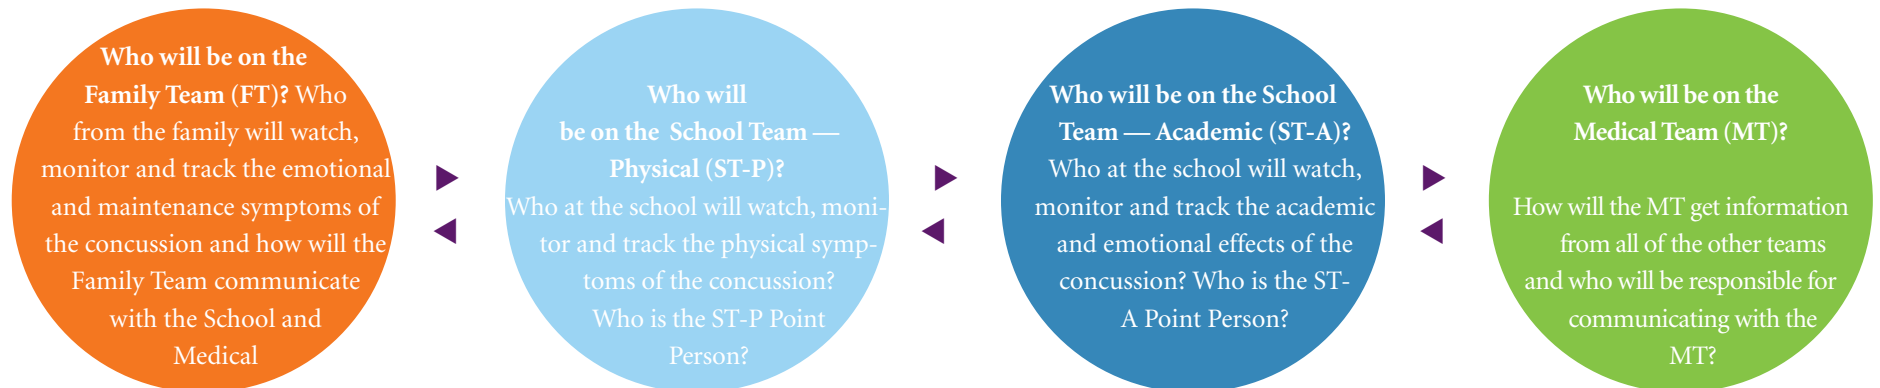 Who will be on the
Family Team (FT)? Who
from the family will watch,
monitor and track the emotional
and maintenance symptoms of
the concussion and how will the
Family Team communicate
with the School and
Medical
Who will
be on the School Team —
Physical (ST-P)?
Who at the school will watch, moni-
tor and track the physical symp-
toms of the concussion?
Who is the ST-P Point
Person?
Who will be on the School
Team — Academic (ST-A)?
Who at the school will watch,
monitor and track the academic
and emotional effects of the
concussion? Who is the ST-
A Point Person?
Who will be on the
Medical Team (MT)?
How will the MT get information
from all of the other teams
and who will be responsible for
communicating with the
MT?